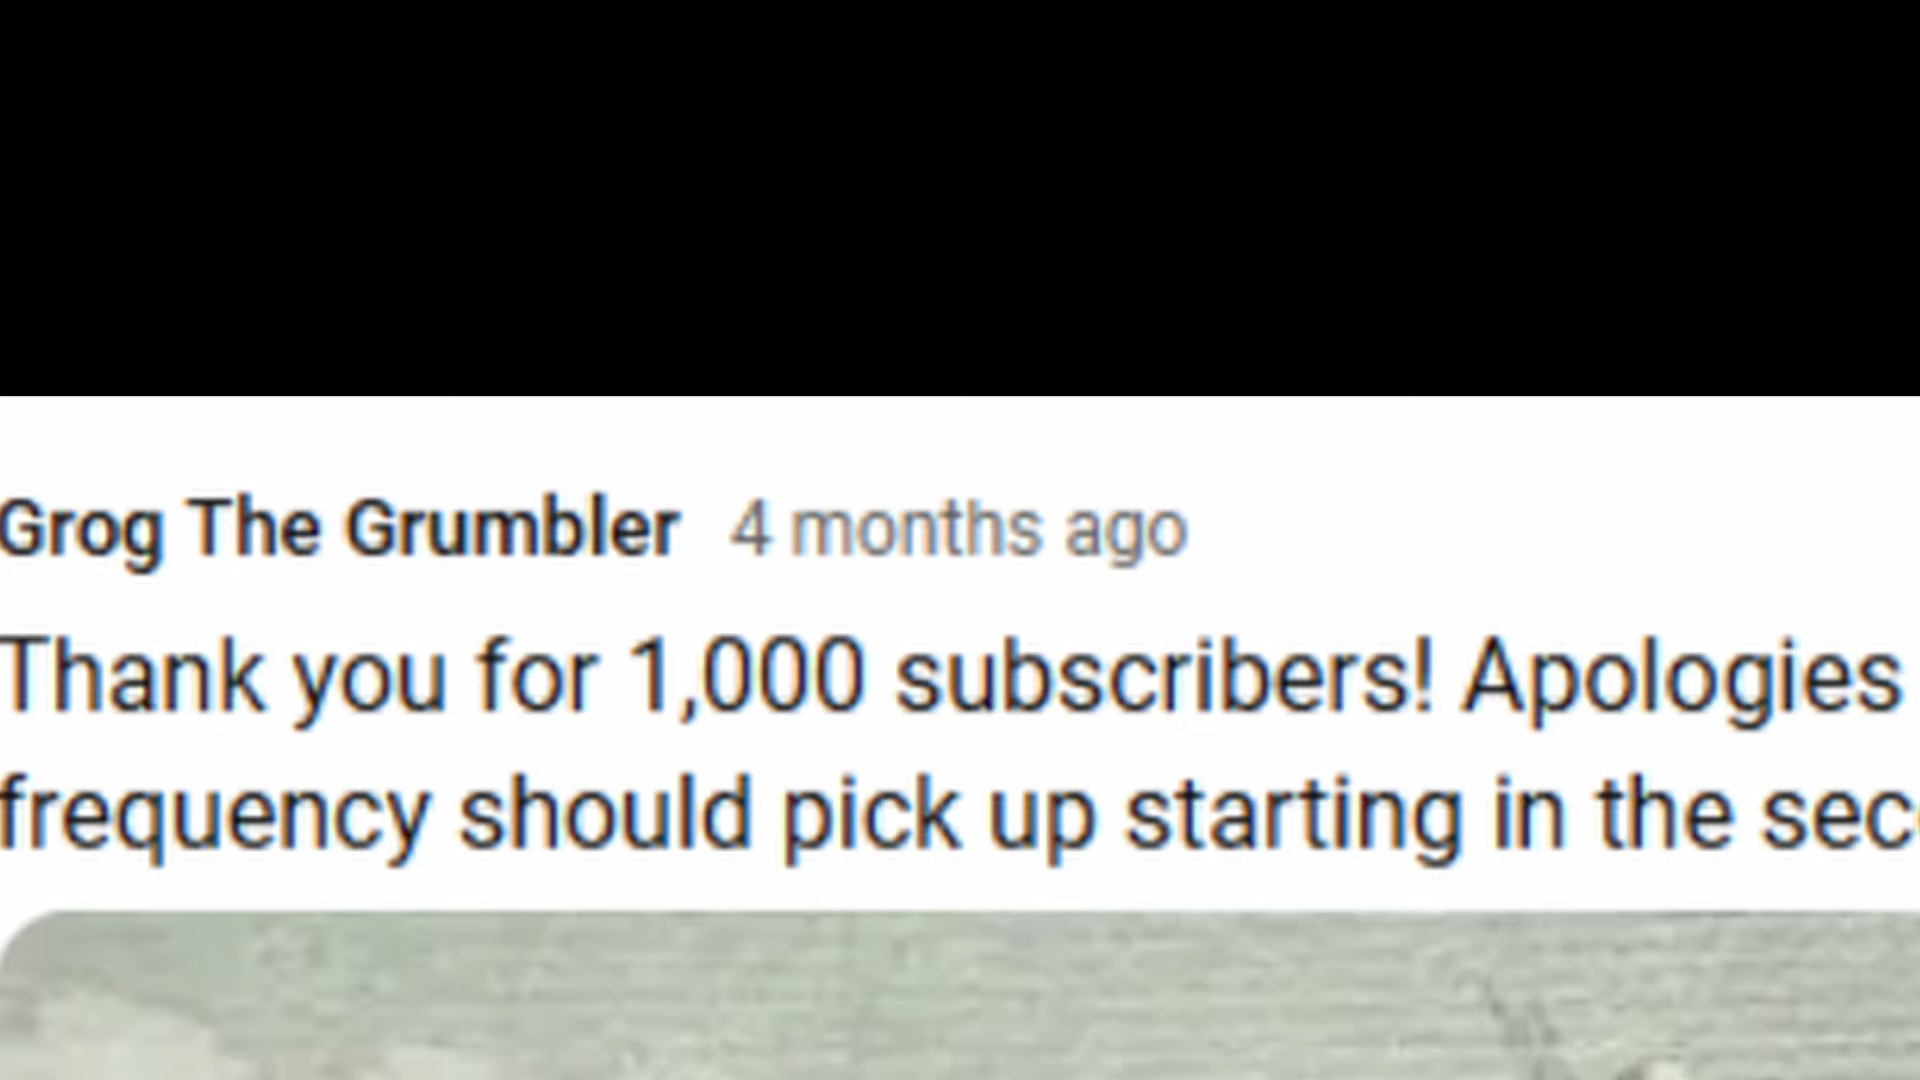 Grog The Grumbler 4 months ago
Thank you for 1,000 subscribers! Apologies
frequency should pick up starting in the